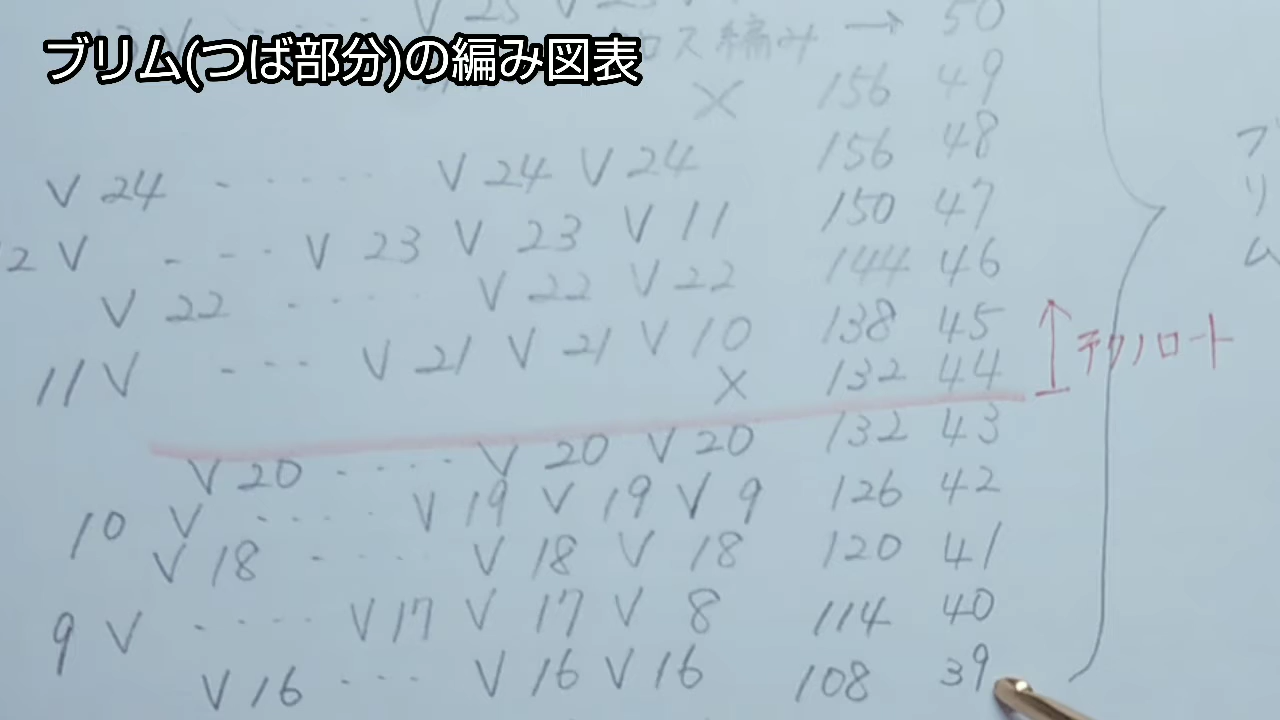 ブリム(つば部分)の編み図表
V 25 V
ス編み → 50
X 156 49
156 48
V 24 ..... V 24 V 24 150 47
2 V ---- V 23 V 23 V 11 144 46
V 22 .... V 22 V 22 138 45
11 V ---- V 21 V 21 V 10
X 132 44
テクノロート
V 20 .... V 20 V 20 132 43
10 V .... V 19 V 19 V 9 126 42
V 18 .... V 18 V 18 120 41
9 V ..... V 17 V 17 V 8 114 40
V 16 ... V 16 V 16 108 39
ブリム